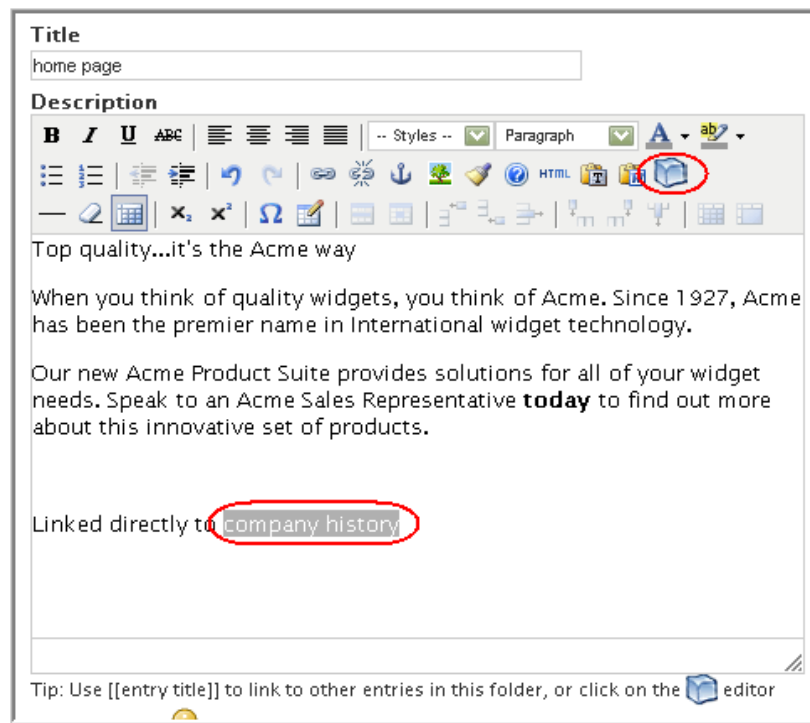 Title
home page
Description
B I U ABC -- Styles -- Paragraph A ab
HTML T
x₂ x² Ω
Top quality...it's the Acme way
When you think of quality widgets, you think of Acme. Since 1927, Acme
has been the premier name in International widget technology.
Our new Acme Product Suite provides solutions for all of your widget
needs. Speak to an Acme Sales Representative today to find out more
about this innovative set of products.
Linked directly to company history
Tip: Use [[entry title]] to link to other entries in this folder, or click on the editor